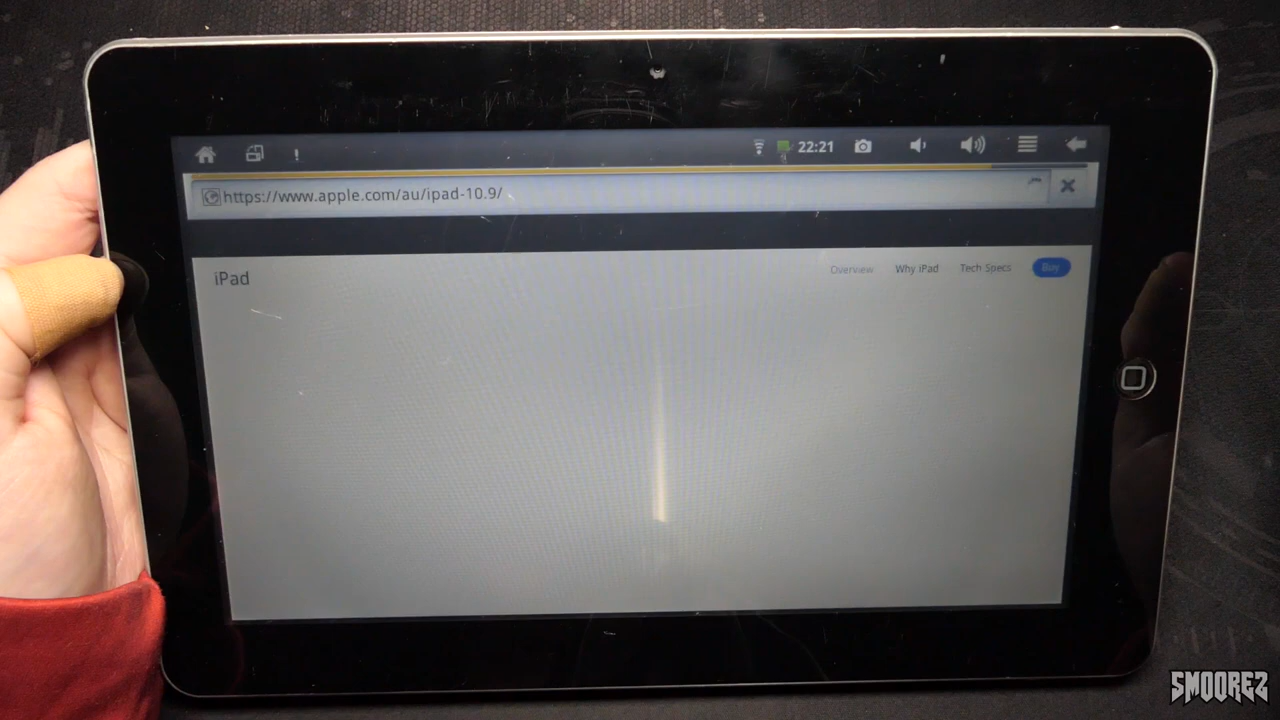 22:21
https://www.apple.com/au/ipad-10.9/
iPad
Overview Why iPad Tech Specs Buy
SMOOREZ